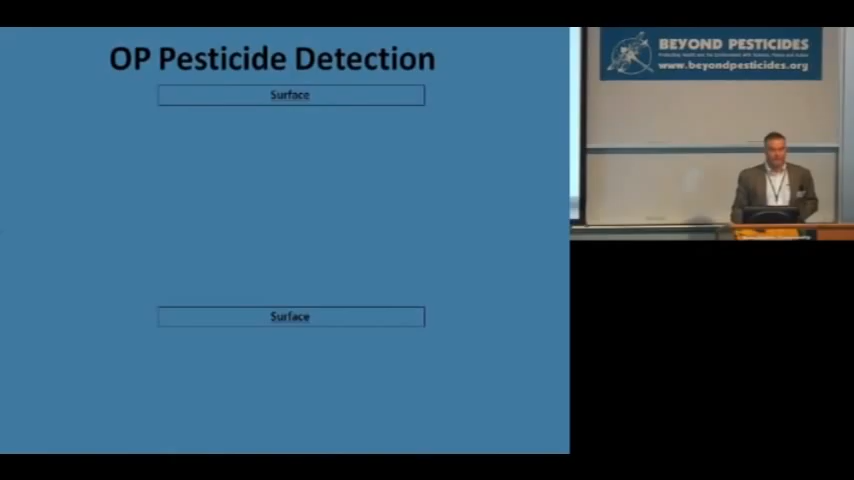 OP Pesticide Detection
Surface
Surface
BEYOND PESTICIDES
www.beyondpesticides.org